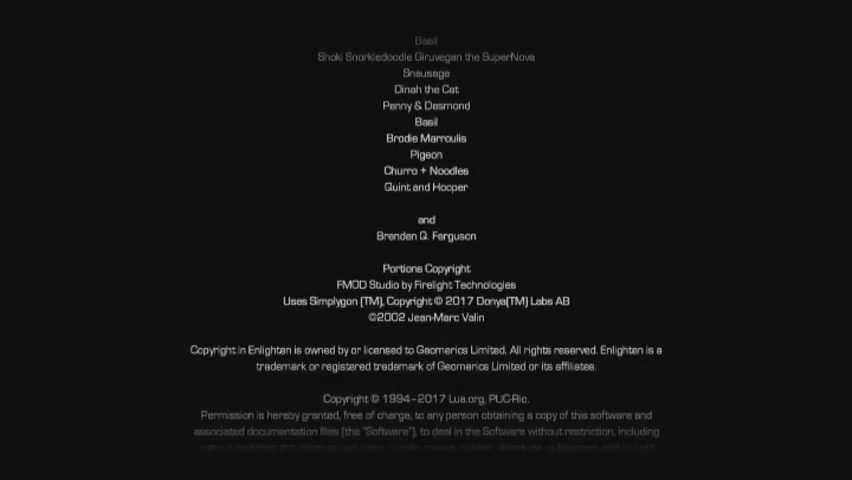 Basil
Shoki Snorkledoodle Giruvegan the SuperNova
Snausage
Dinah the Cat
Penny & Desmond
Basil
Brodie Marroulis
Pigeon
Churro + Noodles
Quint and Hooper
and
Brenden Q. Ferguson
Portions Copyright
FMOD Studio by Firelight Technologies
Uses Simplygon (TM), Copyright © 2017 Donya(TM) Labs AB
©2002 Jean-Marc Valin
Copyright in Enlighten is owned by or licensed to Geomerics Limited. All rights reserved. Enlighten is a
trademark or registered trademark of Geomerics Limited or its affiliates.
Copyright © 1994–2017 Lua.org, PUC-Rio.
Permission is hereby granted, free of charge, to any person obtaining a copy of this software and
associated documentation files (the "Software"), to deal in the Software without restriction, including